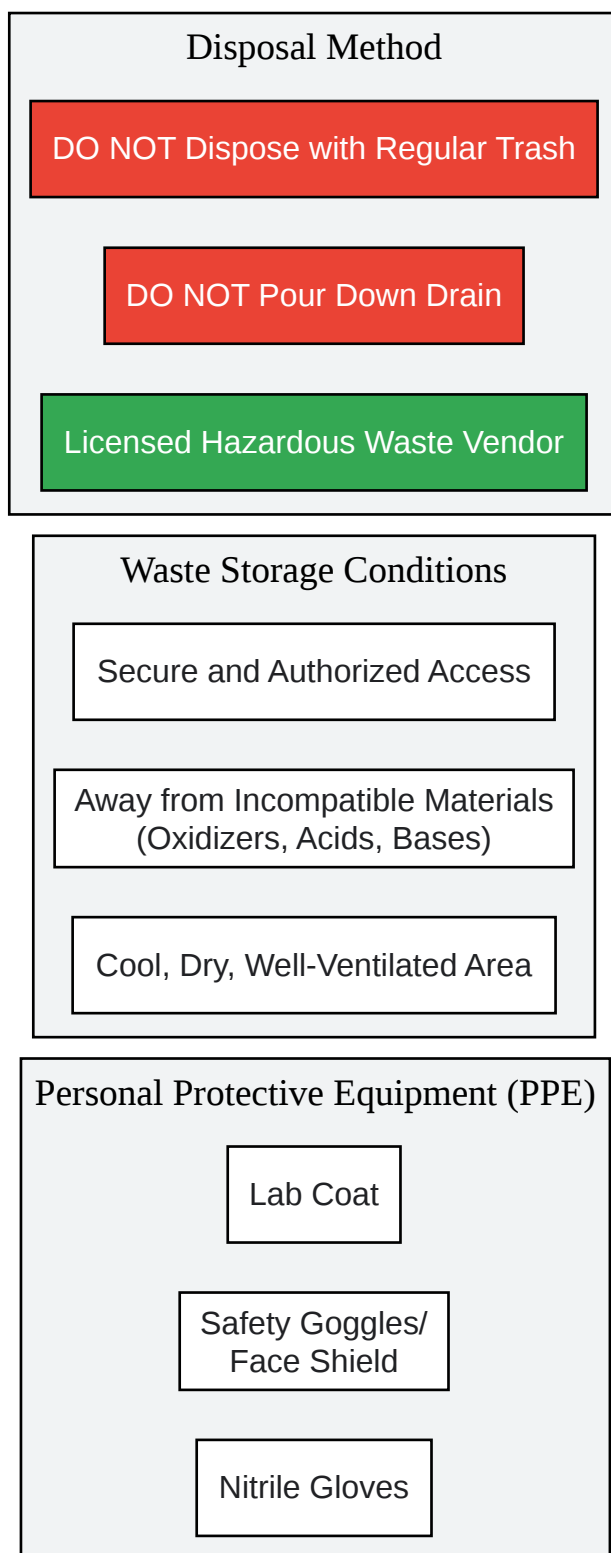 Disposal Method
DO NOT Dispose with Regular Trash
DO NOT Pour Down Drain
Licensed Hazardous Waste Vendor
Waste Storage Conditions
Secure and Authorized Access
Away from Incompatible Materials
(Oxidizers, Acids, Bases)
Cool, Dry, Well-Ventilated Area
Personal Protective Equipment (PPE)
Lab Coat
Safety Goggles/
Face Shield
Nitrile Gloves